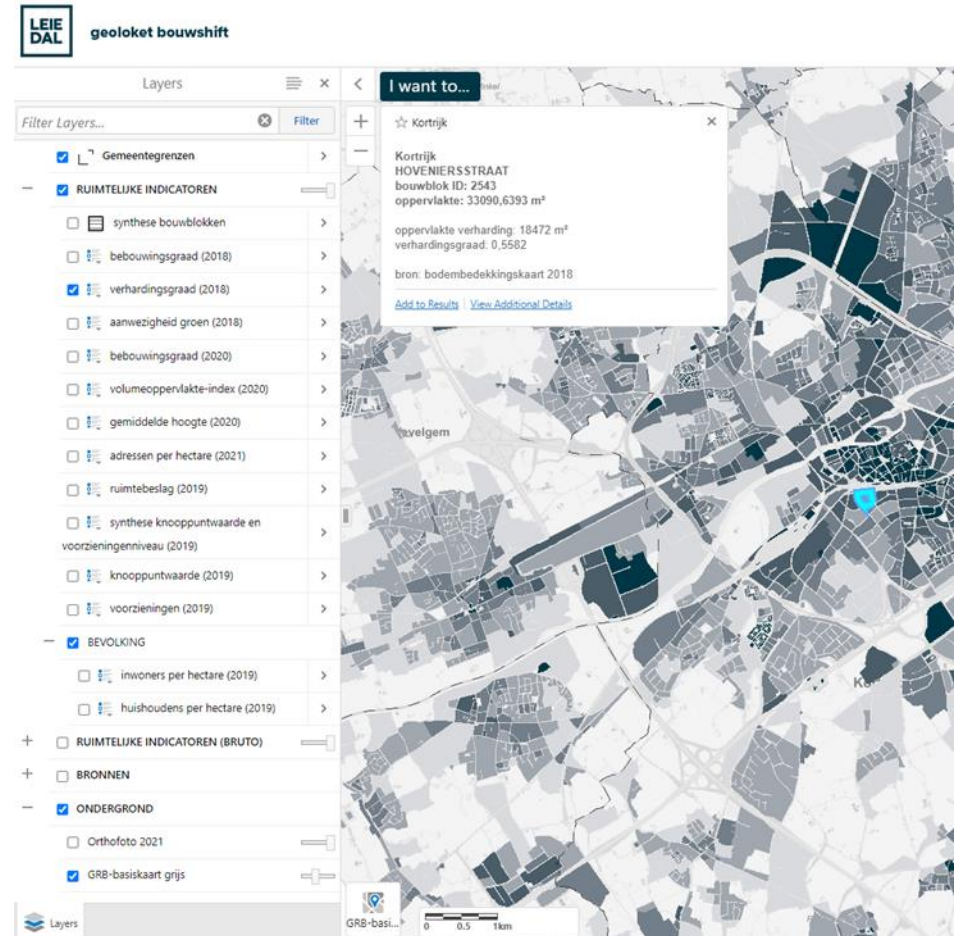 LEIE
DAL
geoloket bouwshift
Layers
Filter Layers...
Filter
Gemeentegrenzen
RUIMTELIJKE INDICATOREN
synthese bouwblokken
bebouwingsgraad (2018)
verhardingsgraad (2018)
aanwezigheid groen (2018)
bebouwingsgraad (2020)
volumeoppervlakte-index (2020)
gemiddelde hoogte (2020)
adressen per hectare (2021)
ruimtebeslag (2019)
synthese knooppuntwaarde en
voorzieningenniveau (2019)
knooppuntwaarde (2019)
voorzieningen (2019)
BEVOLKING
inwoners per hectare (2019)
huishoudens per hectare (2019)
RUIMTELIJKE INDICATOREN (BRUTO)
BRONNEN
ONDERGROND
Orthofoto 2021
GRB-basiskaart grijs
Layers
I want to...
Kortrijk
Kortrijk
HOVENIERSSTRAAT
bouwblok ID: 2543
oppervlakte: 33090,6393 m²
oppervlakte verharding: 18472 m²
verhardingsgraad: 0,5582
bron: bodembedekkingskaart 2018
Add to Results
View Additional Details
evelgem
GRB-basi...
0 0.5 1km